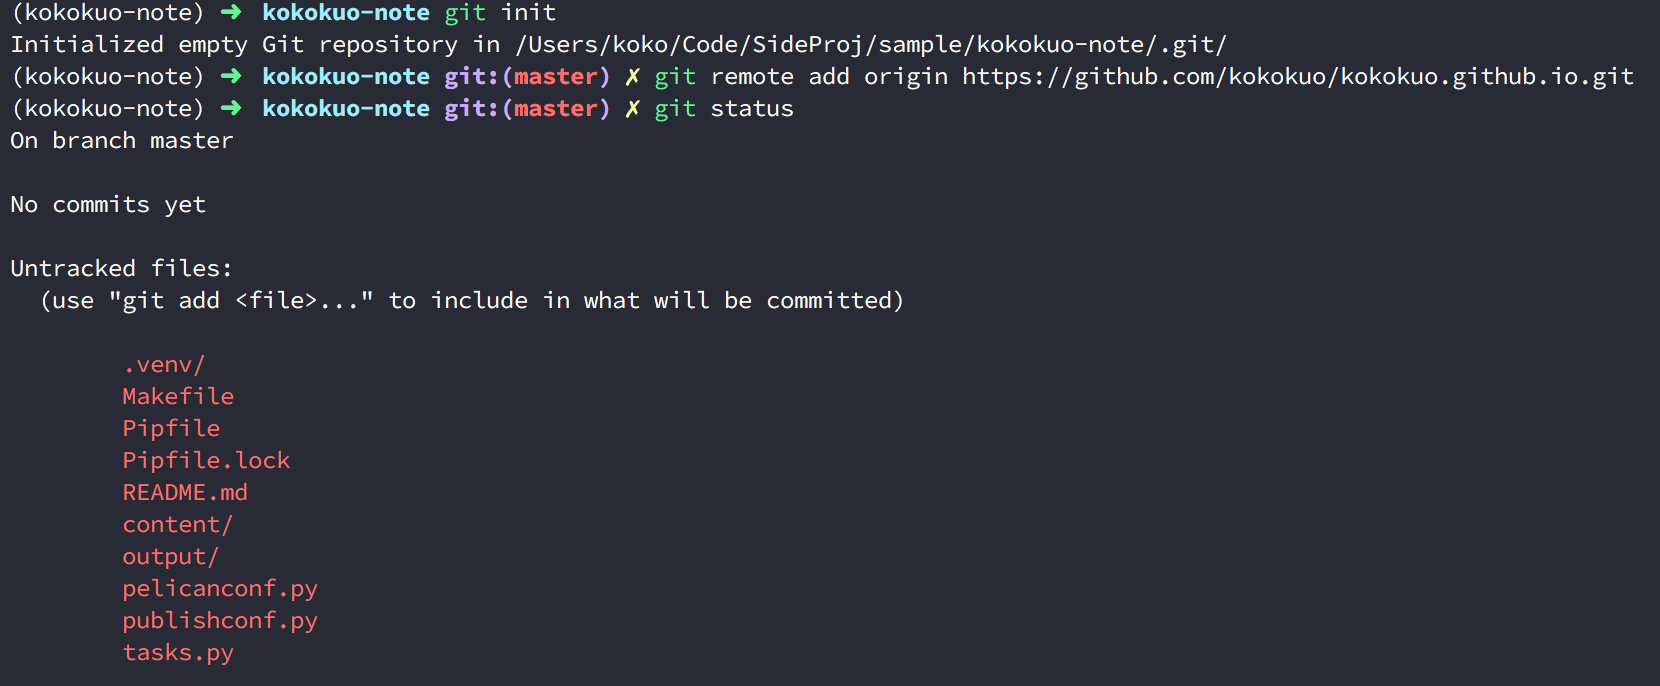 (kokokuo-note) ➜ kokokuo-note git init
Initialized empty Git repository in /Users/koko/Code/SideProj/sample/kokokuo-note/.git/
(kokokuo-note) ➜ kokokuo-note git:(master) ✗ git remote add origin https://github.com/kokokuo/kokokuo.github.io.git
(kokokuo-note) ➜ kokokuo-note git:(master) ✗ git status
On branch master
No commits yet
Untracked files:
(use "git add <file>..." to include in what will be committed)
.venv/
Makefile
Pipfile
Pipfile.lock
README.md
content/
output/
pelicanconf.py
publishconf.py
tasks.py